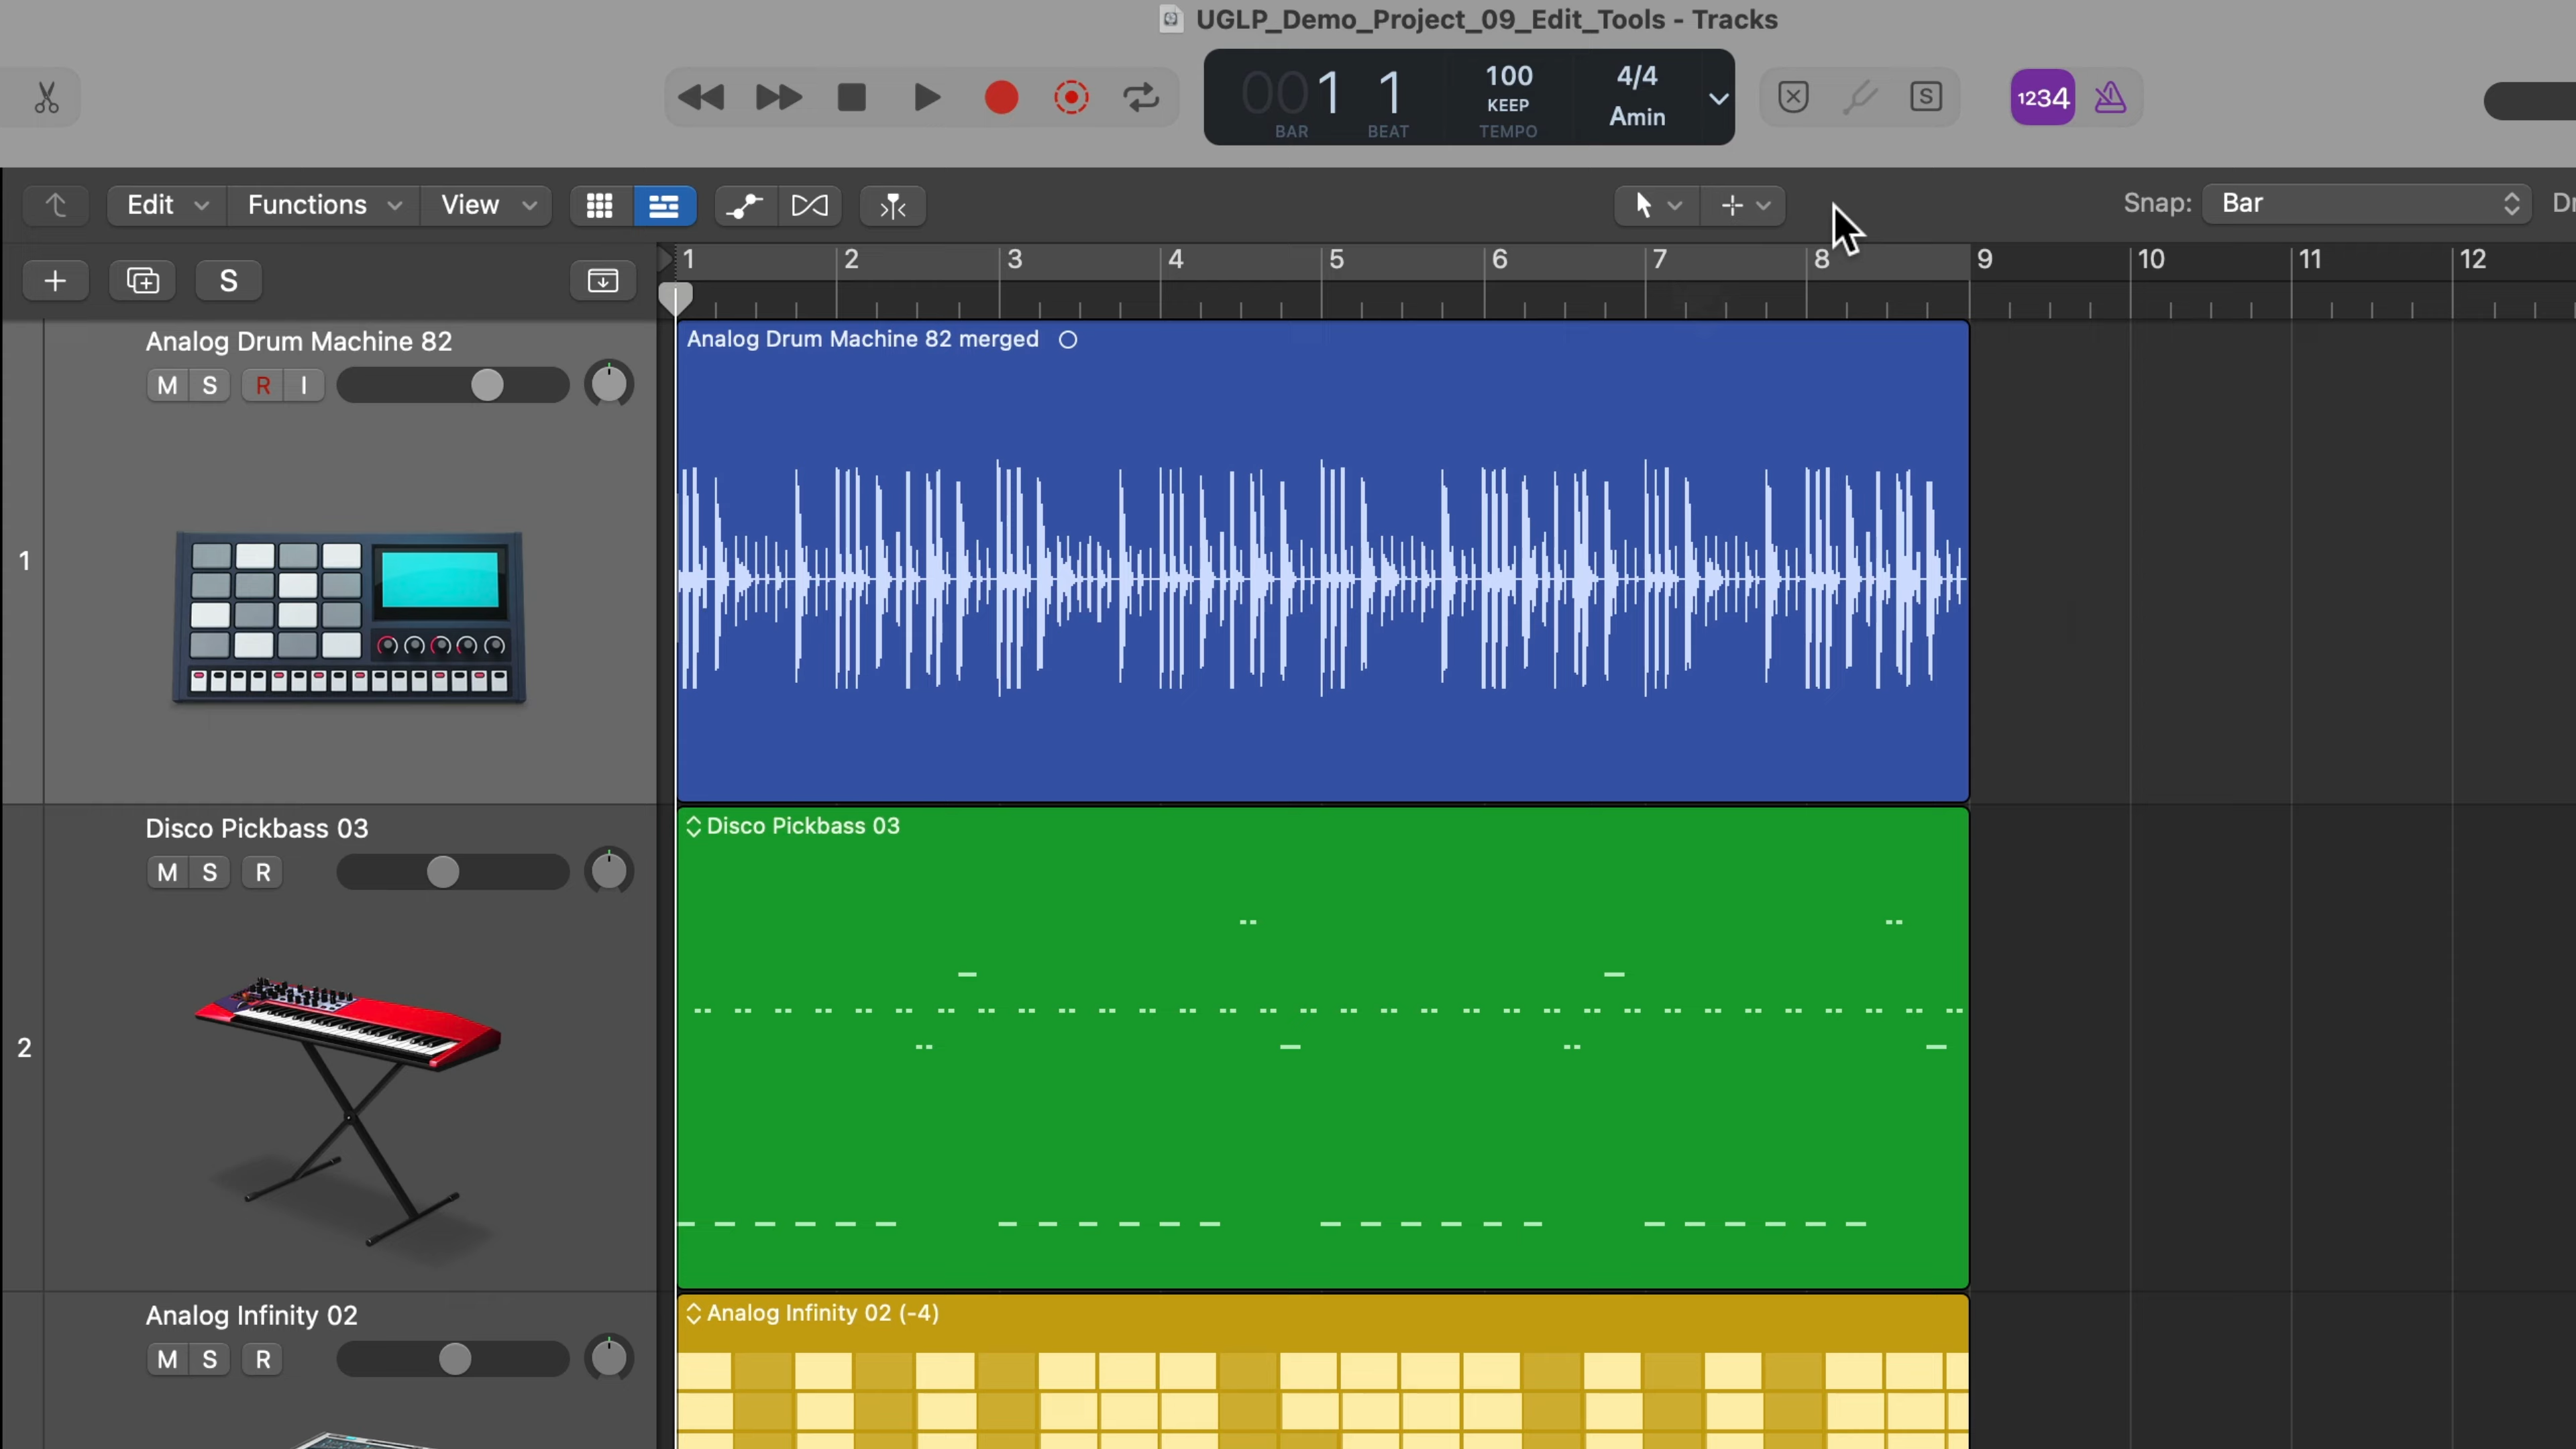 UGLP_Demo_Project_09_Edit_Tools - Tracks
001 1 100 4/4
KEEP Amin
BAR BEAT TEMPO
S
1234
Edit Functions View
Snap: Bar Dr
S
1 2 3 4 5 6 7 8 9 10 11 12
Analog Drum Machine 82
M S R I
Analog Drum Machine 82 merged
1
Disco Pickbass 03
M S R
Disco Pickbass 03
2
Analog Infinity 02
M S R
Analog Infinity 02 (-4)